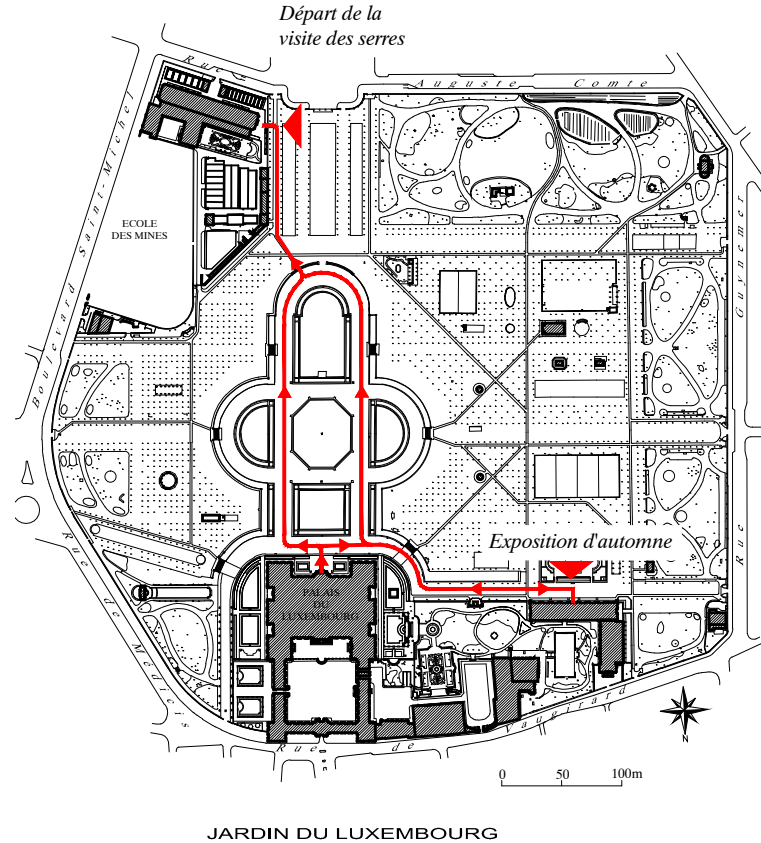 Départ de la
visite des serres
Rue Auguste Comte
Boulevard Saint-Michel
ECOLE
DES MINES
Rue Guynemer
Exposition d'automne
PALAIS
DU
LUXEMBOURG
Rue de Médicis
Rue de Vaugirard
N
0 50 100m
JARDIN DU LUXEMBOURG